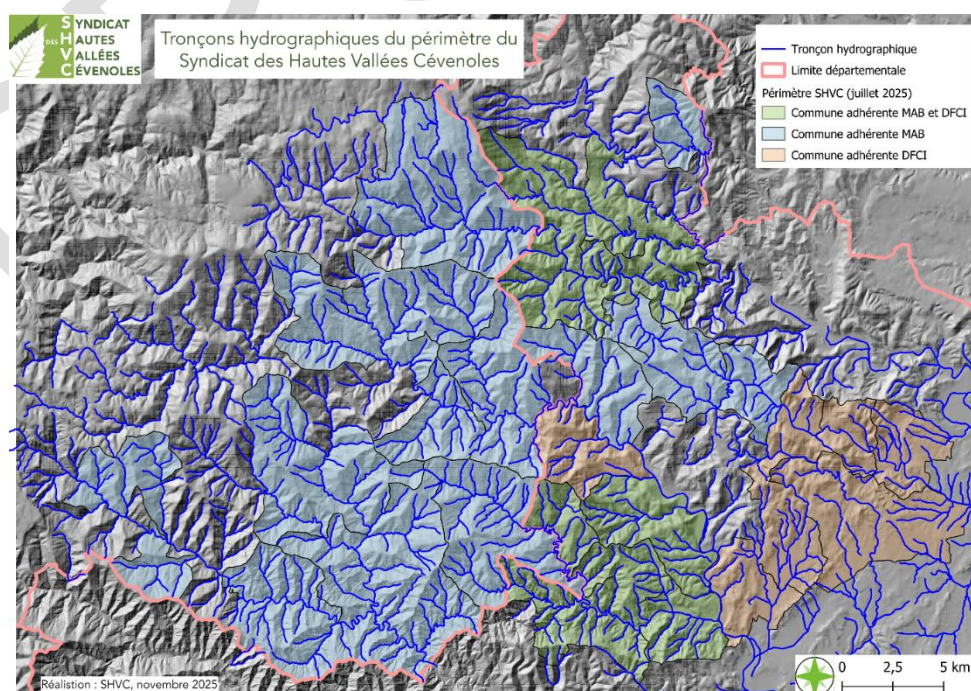 SYNDICAT
DES HAUTES
VALLÉES
CÉVENOLES
SHVC
Tronçons hydrographiques du périmètre du
Syndicat des Hautes Vallées Cévenoles
Tronçon hydrographique
Limite départementale
Périmètre SHVC (juillet 2025)
Commune adhérente MAB et DFCI
Commune adhérente MAB
Commune adhérente DFCI
Réalistion : SHVC, novembre 2025
0 2,5 5 km